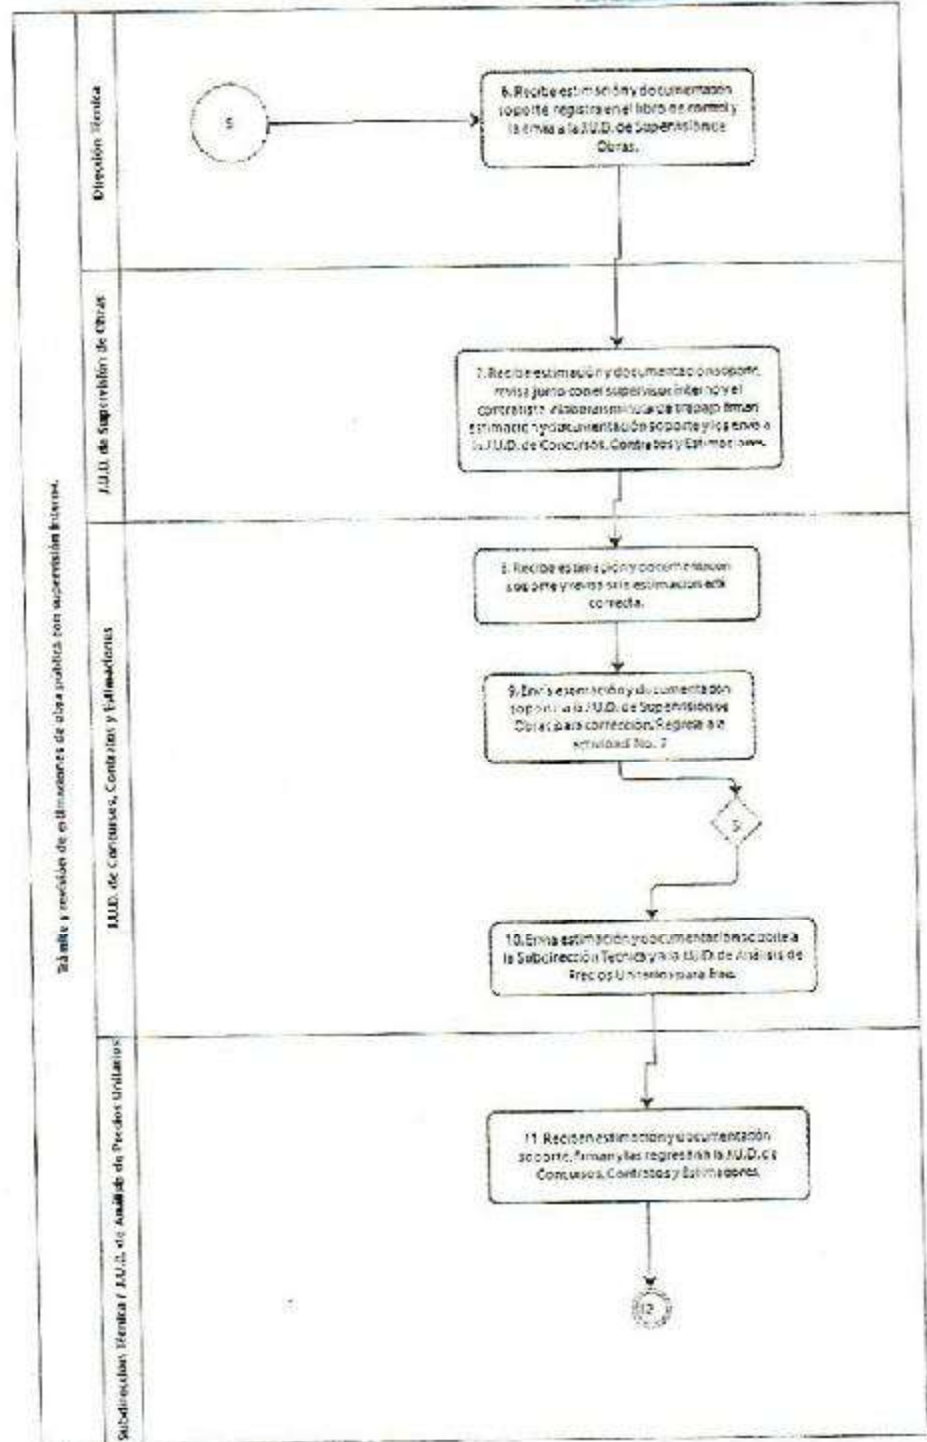 Trámite y revisión de estimaciones de obra pública con supervisión interna.
Dirección Técnica
5
6. Recibe estimación y documentación
soporte registra en el libro de control y
la envía a la J.U.D. de Supervisión de
Obras.
J.U.D. de Supervisión de Obras
7. Recibe estimación y documentación soporte,
revisa junto con el supervisor interno y el
contratista elaboran minuta de trabajo firman
estimación y documentación soporte y los envía a
la J.U.D. de Concursos, Contratos y Estimaciones.
J.U.D. de Concursos, Contratos y Estimaciones
8. Recibe estimación y documentación
soporte y revisa si la estimación está
correcta.
9. Envía estimación y documentación
soporte a la J.U.D. de Supervisión de
Obras para corrección. Regresa a la
actividad No. 7
10. Envía estimación y documentación soporte a
la Subdirección Técnica y a la J.U.D. de Análisis de
Precios Unitarios para
Subdirección Técnica / J.U.D. de Análisis de Precios Unitarios
11. Reciben estimación y documentación
soporte, firman y las regresan a la J.U.D. de
Concursos, Contratos y Estimaciones.
12